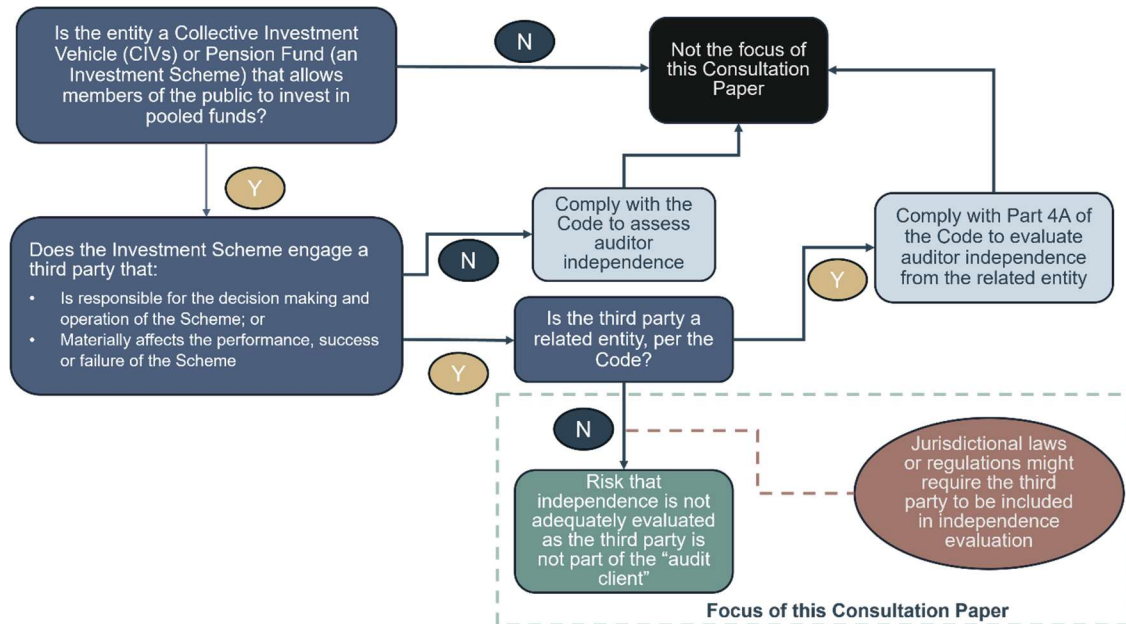 Is the entity a Collective Investment
Vehicle (CIVs) or Pension Fund (an
Investment Scheme) that allows
members of the public to invest in
pooled funds?
N
Not the focus of
this Consultation
Paper
Y
Does the Investment Scheme engage a
third party that:
• Is responsible for the decision making and
operation of the Scheme; or
• Materially affects the performance, success
or failure of the Scheme
N
Comply with the
Code to assess
auditor
independence
Y
Is the third party a
related entity, per the
Code?
Y
Comply with Part 4A of
the Code to evaluate
auditor independence
from the related entity
N
Risk that
independence is not
adequately evaluated
as the third party is
not part of the “audit
client”
Jurisdictional laws
or regulations might
require the third
party to be included
in independence
evaluation
Focus of this Consultation Paper